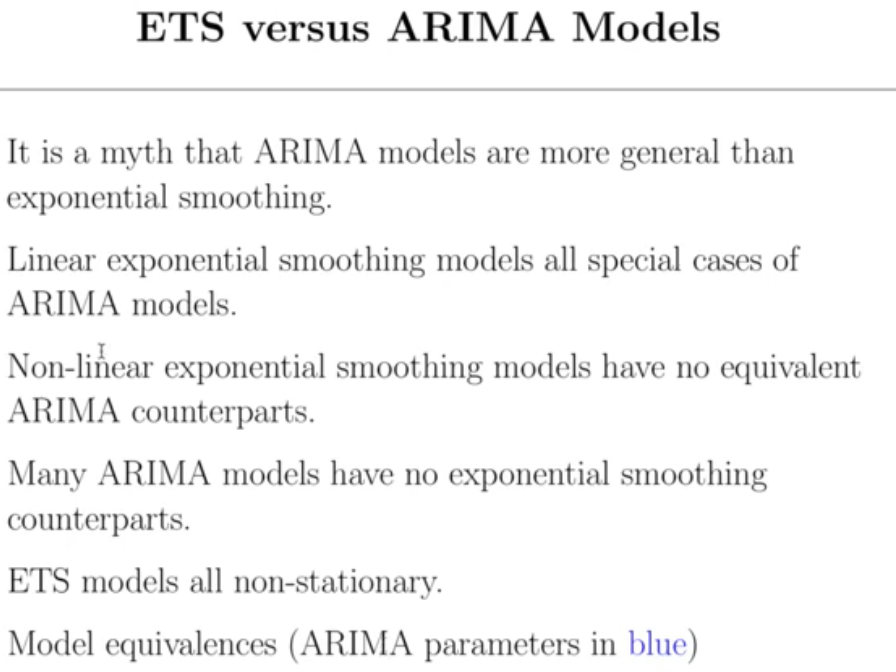 ETS versus ARIMA Models
It is a myth that ARIMA models are more general than
exponential smoothing.
Linear exponential smoothing models all special cases of
ARIMA models.
Non-linear exponential smoothing models have no equivalent
ARIMA counterparts.
Many ARIMA models have no exponential smoothing
counterparts.
ETS models all non-stationary.
Model equivalences (ARIMA parameters in blue)